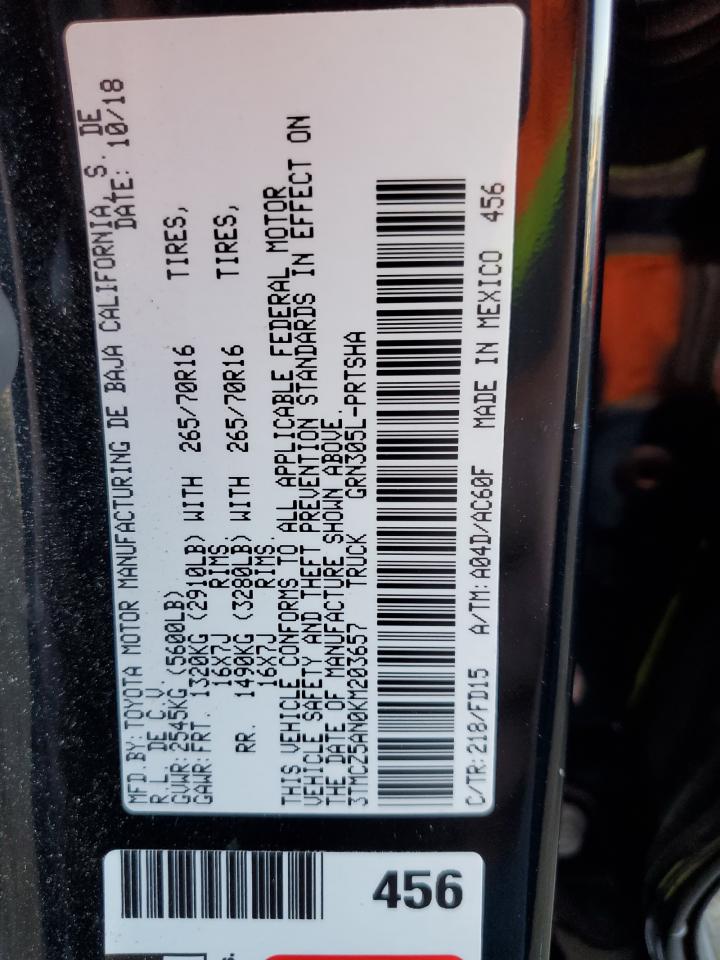 MFD.BY:TOYOTA MOTOR MANUFACTURING DE BAJA CALIFORNIA, S. DE
R.L. DE C.V. DATE: 10/18
GVWR:2545KG (5600LB)
GAWR:FRT. 1320KG (2910LB) WITH 265/70R16 TIRES,
16X7J RIMS.
RR. 1490KG (3280LB) WITH 265/70R16 TIRES,
16X7J RIMS.
THIS VEHICLE CONFORMS TO ALL APPLICABLE FEDERAL MOTOR
VEHICLE SAFETY AND THEFT PREVENTION STANDARDS IN EFFECT ON
THE DATE OF MANUFACTURE SHOWN ABOVE.
3TMCZ5AN0KM203657 TRUCK GRN305L-PRTSHA
C/TR:218/FD15 A/TM:A04D/AC60F MADE IN MEXICO 456
456